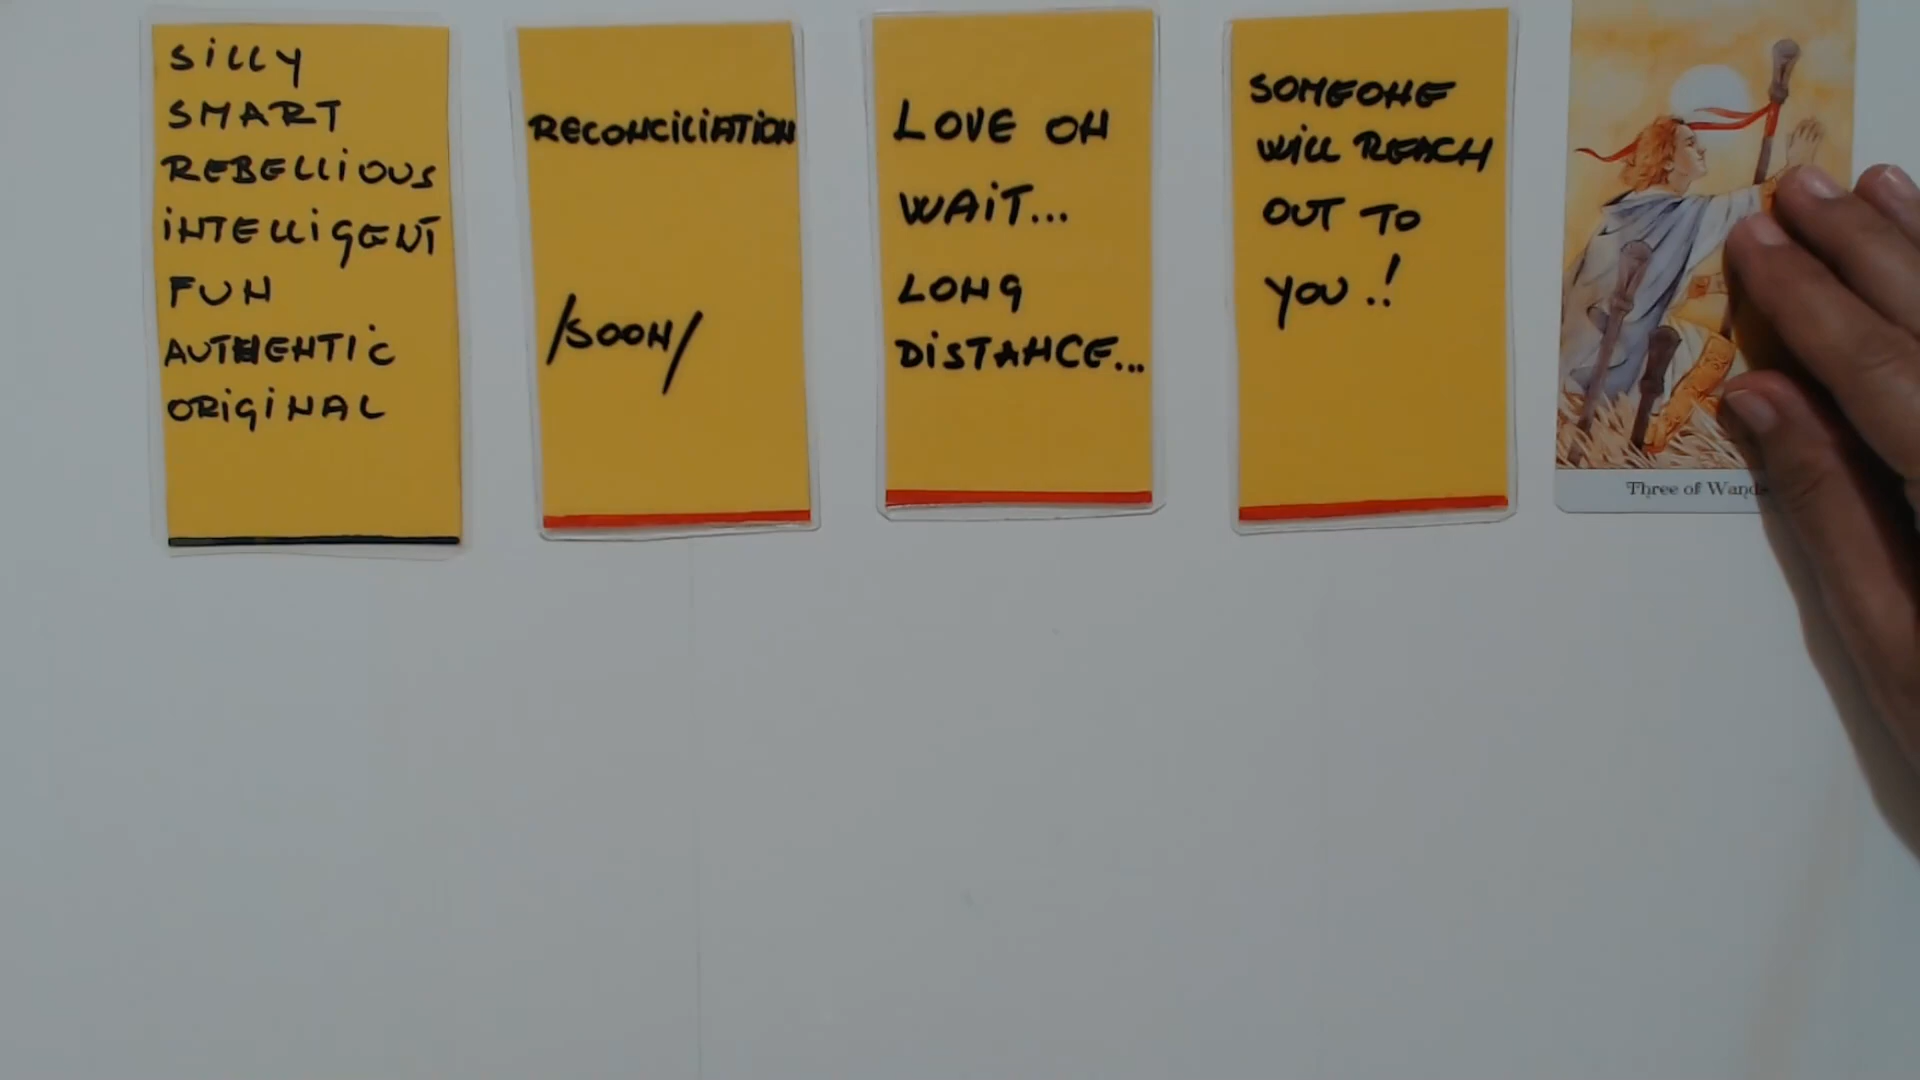 SiLLY
SMART
REBELLiOUS
iNTELLiGENT
FUN
AUTHENTiC
ORiGiNAL
RECONCiLiATiON
/SOON/
LOVE ON
WAiT...
LONG
DiSTANCE...
SOMEONE
WiLL REACH
OUT TO
YOU .!
Three of Wands